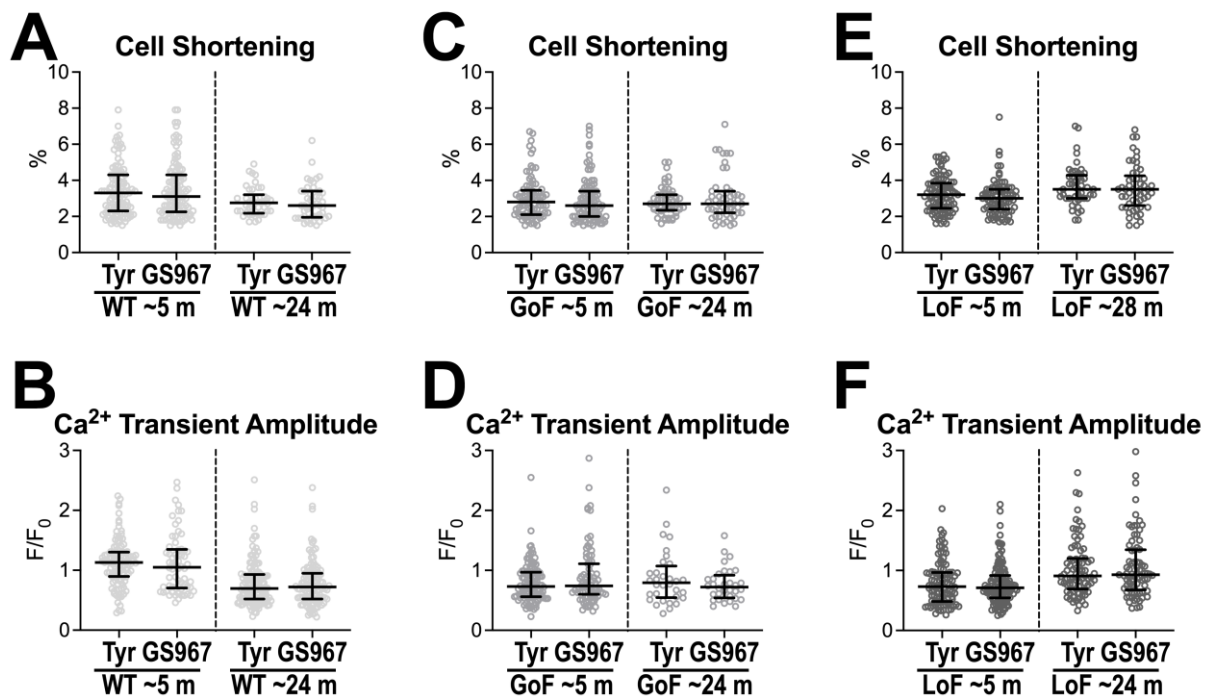 A
Cell Shortening
10
8
6
4
2
0
%
Tyr GS967 Tyr GS967
WT ~5 m WT ~24 m
C
Cell Shortening
10
8
6
4
2
0
%
Tyr GS967 Tyr GS967
GoF ~5 m GoF ~24 m
E
Cell Shortening
10
8
6
4
2
0
%
Tyr GS967 Tyr GS967
LoF ~5 m LoF ~28 m
B
Ca²⁺ Transient Amplitude
3
2
1
0
F/F₀
Tyr GS967 Tyr GS967
WT ~5 m WT ~24 m
D
Ca²⁺ Transient Amplitude
3
2
1
0
F/F₀
Tyr GS967 Tyr GS967
GoF ~5 m GoF ~24 m
F
Ca²⁺ Transient Amplitude
3
2
1
0
F/F₀
Tyr GS967 Tyr GS967
LoF ~5 m LoF ~24 m